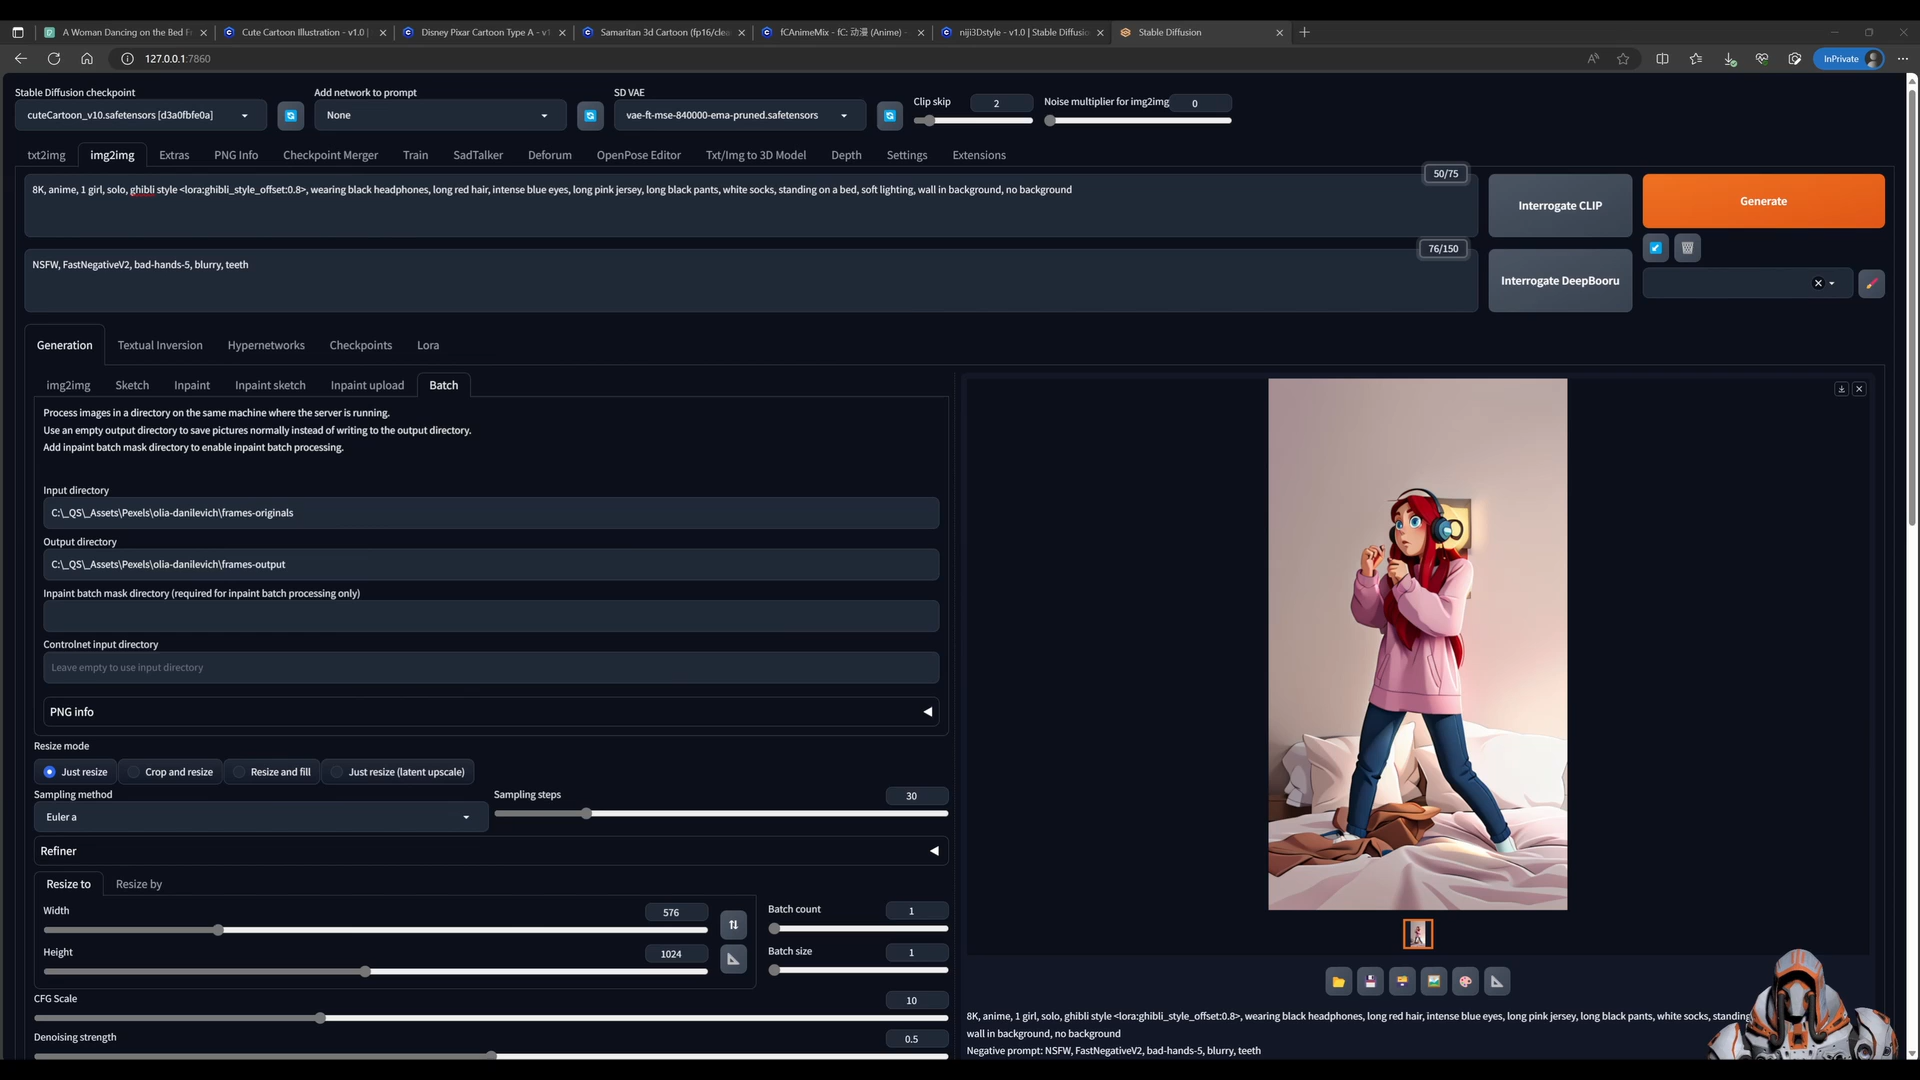 A Woman Dancing on the Bed F
Cute Cartoon Illustration - v1.0 |
Disney Pixar Cartoon Type A - v1
Samaritan 3d Cartoon (fp16/clea
fCAnimeMix - fC: 动漫 (Anime) -
niji3Dstyle - v1.0 | Stable Diffusio
Stable Diffusion
127.0.0.1:7860
InPrivate
Stable Diffusion checkpoint
cuteCartoon_v10.safetensors [d3a0fbfe0a]
Add network to prompt
None
SD VAE
vae-ft-mse-840000-ema-pruned.safetensors
Clip skip
2
Noise multiplier for img2img
0
txt2img
img2img
Extras
PNG Info
Checkpoint Merger
Train
SadTalker
Deforum
OpenPose Editor
Txt/Img to 3D Model
Depth
Settings
Extensions
50/75
8K, anime, 1 girl, solo, ghibli style <lora:ghibli_style_offset:0.8>, wearing black headphones, long red hair, intense blue eyes, long pink jersey, long black pants, white socks, standing on a bed, soft lighting, wall in background, no background
Interrogate CLIP
Generate
76/150
NSFW, FastNegativeV2, bad-hands-5, blurry, teeth
Interrogate DeepBooru
Generation
Textual Inversion
Hypernetworks
Checkpoints
Lora
img2img
Sketch
Inpaint
Inpaint sketch
Inpaint upload
Batch
Process images in a directory on the same machine where the server is running.
Use an empty output directory to save pictures normally instead of writing to the output directory.
Add inpaint batch mask directory to enable inpaint batch processing.
Input directory
C:\_QS\_Assets\Pexels\olia-danilevich\frames-originals
Output directory
C:\_QS\_Assets\Pexels\olia-danilevich\frames-output
Inpaint batch mask directory (required for inpaint batch processing only)
Controlnet input directory
Leave empty to use input directory
PNG info
Resize mode
Just resize
Crop and resize
Resize and fill
Just resize (latent upscale)
Sampling method
Euler a
Sampling steps
30
Refiner
Resize to
Resize by
Width
576
Height
1024
Batch count
1
Batch size
1
CFG Scale
10
Denoising strength
0.5
8K, anime, 1 girl, solo, ghibli style <lora:ghibli_style_offset:0.8>, wearing black headphones, long red hair, intense blue eyes, long pink jersey, long black pants, white socks, standing
wall in background, no background
Negative prompt: NSFW, FastNegativeV2, bad-hands-5, blurry, teeth